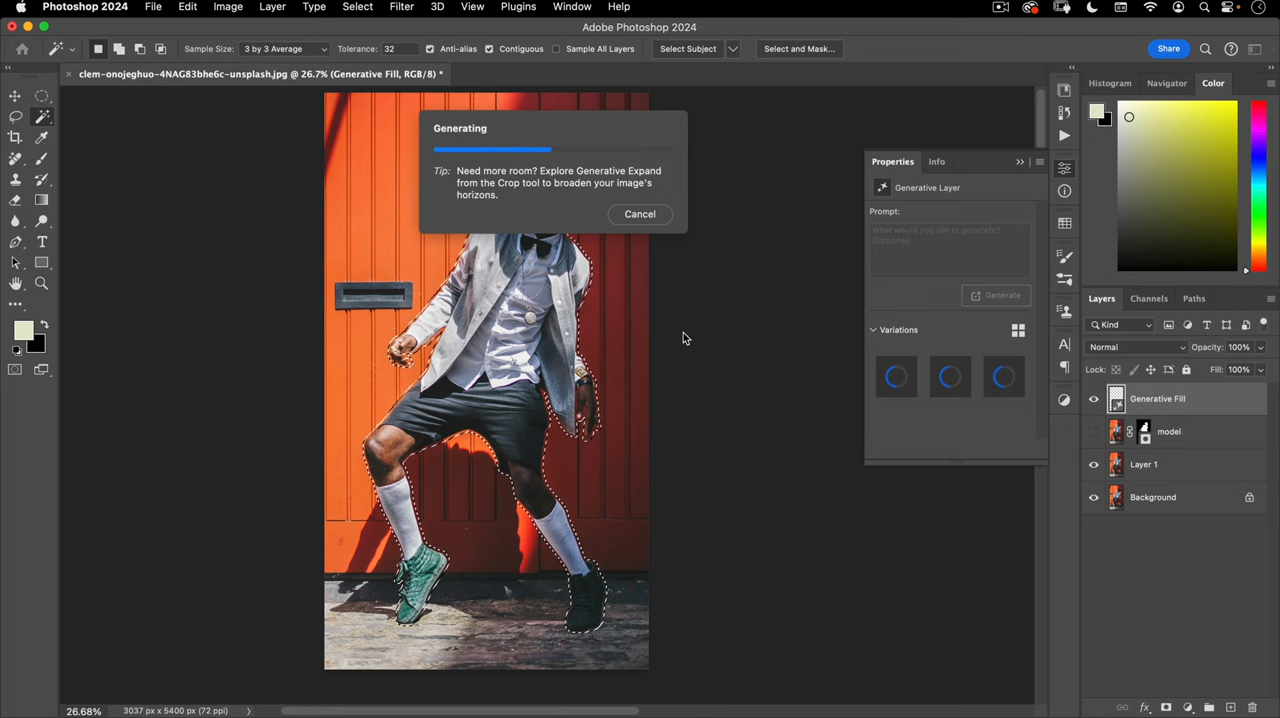 Photoshop 2024 File Edit Image Layer Type Select Filter 3D View Plugins Window Help
Adobe Photoshop 2024
Sample Size: 3 by 3 Average Tolerance: 32 Anti-alias Contiguous Sample All Layers Select Subject Select and Mask... Share
clem-onojeghuo-4NAG83bhe6c-unsplash.jpg @ 26.7% (Generative Fill, RGB/8) *
Generating
Tip: Need more room? Explore Generative Expand
from the Crop tool to broaden your image's
horizons.
Cancel
Properties Info
Generative Layer
Prompt:
What would you like to generate?
(Optional)
Generate
Variations
Histogram Navigator Color
Layers Channels Paths
Kind
Normal Opacity: 100%
Lock: Fill: 100%
Generative Fill
model
Layer 1
Background
26.68% 3037 px x 5400 px (72 ppi)